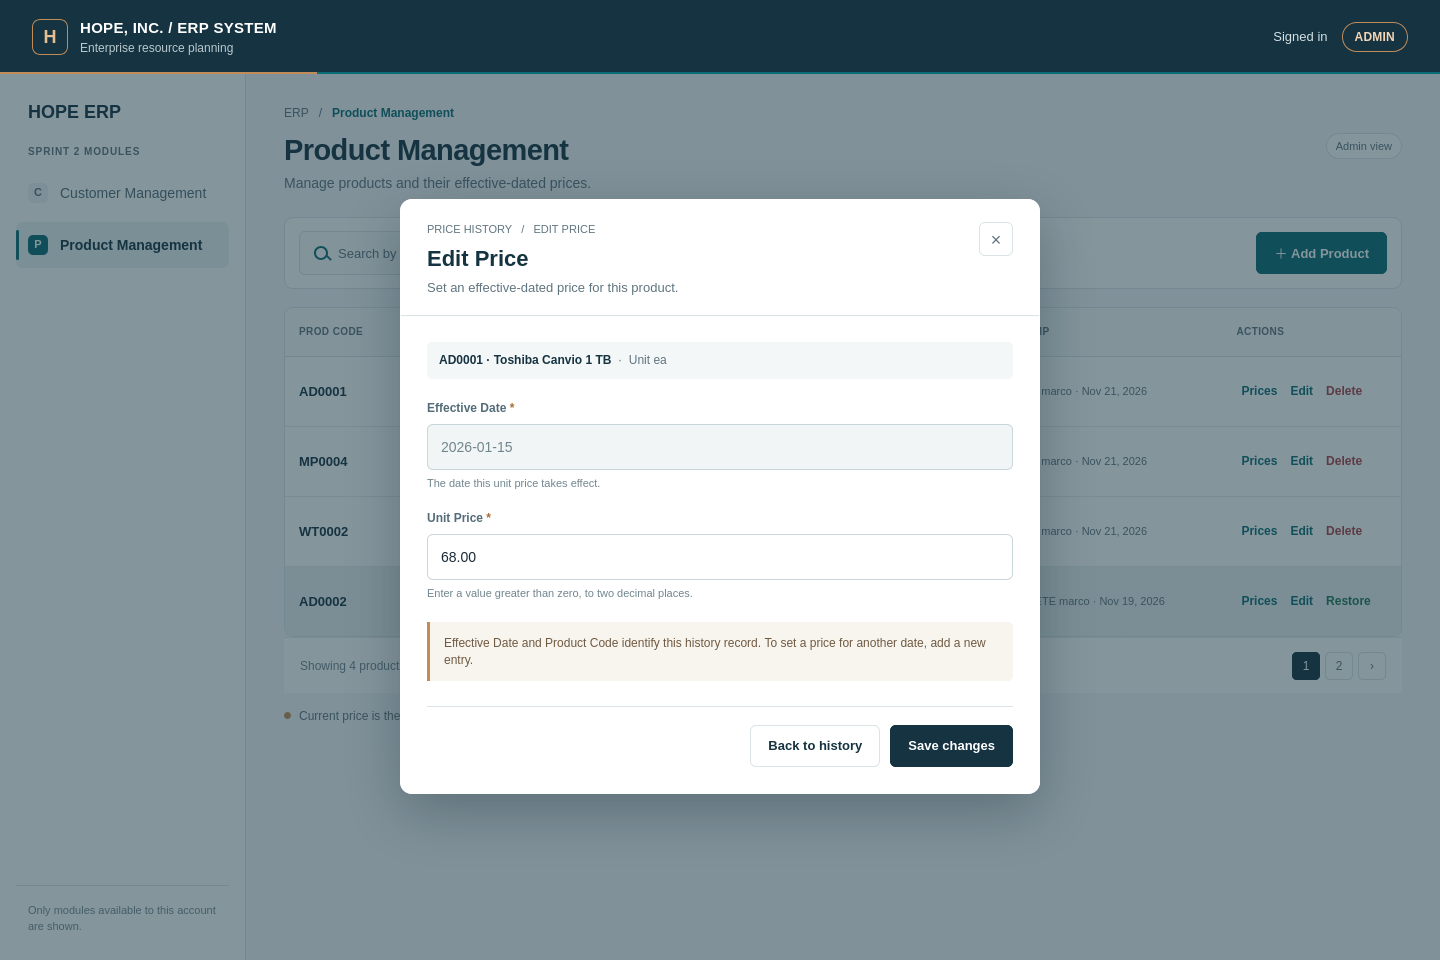 H
HOPE, INC. / ERP SYSTEM
Enterprise resource planning
Signed in
ADMIN
HOPE ERP
SPRINT 2 MODULES
C Customer Management
P Product Management
Only modules available to this account
are shown.
ERP / Product Management
Product Management
Manage products and their effective-dated prices.
Admin view
Search by
+ Add Product
PROD CODE
ACTIONS
AD0001
marco · Nov 21, 2026
Prices Edit Delete
MP0004
marco · Nov 21, 2026
Prices Edit Delete
WT0002
marco · Nov 21, 2026
Prices Edit Delete
AD0002
marco · Nov 19, 2026
Prices Edit Restore
Showing 4 product
1 2 ›
Current price is the
PRICE HISTORY / EDIT PRICE
×
Edit Price
Set an effective-dated price for this product.
AD0001 · Toshiba Canvio 1 TB · Unit ea
Effective Date *
2026-01-15
The date this unit price takes effect.
Unit Price *
68.00
Enter a value greater than zero, to two decimal places.
Effective Date and Product Code identify this history record. To set a price for another date, add a new
entry.
Back to history
Save changes